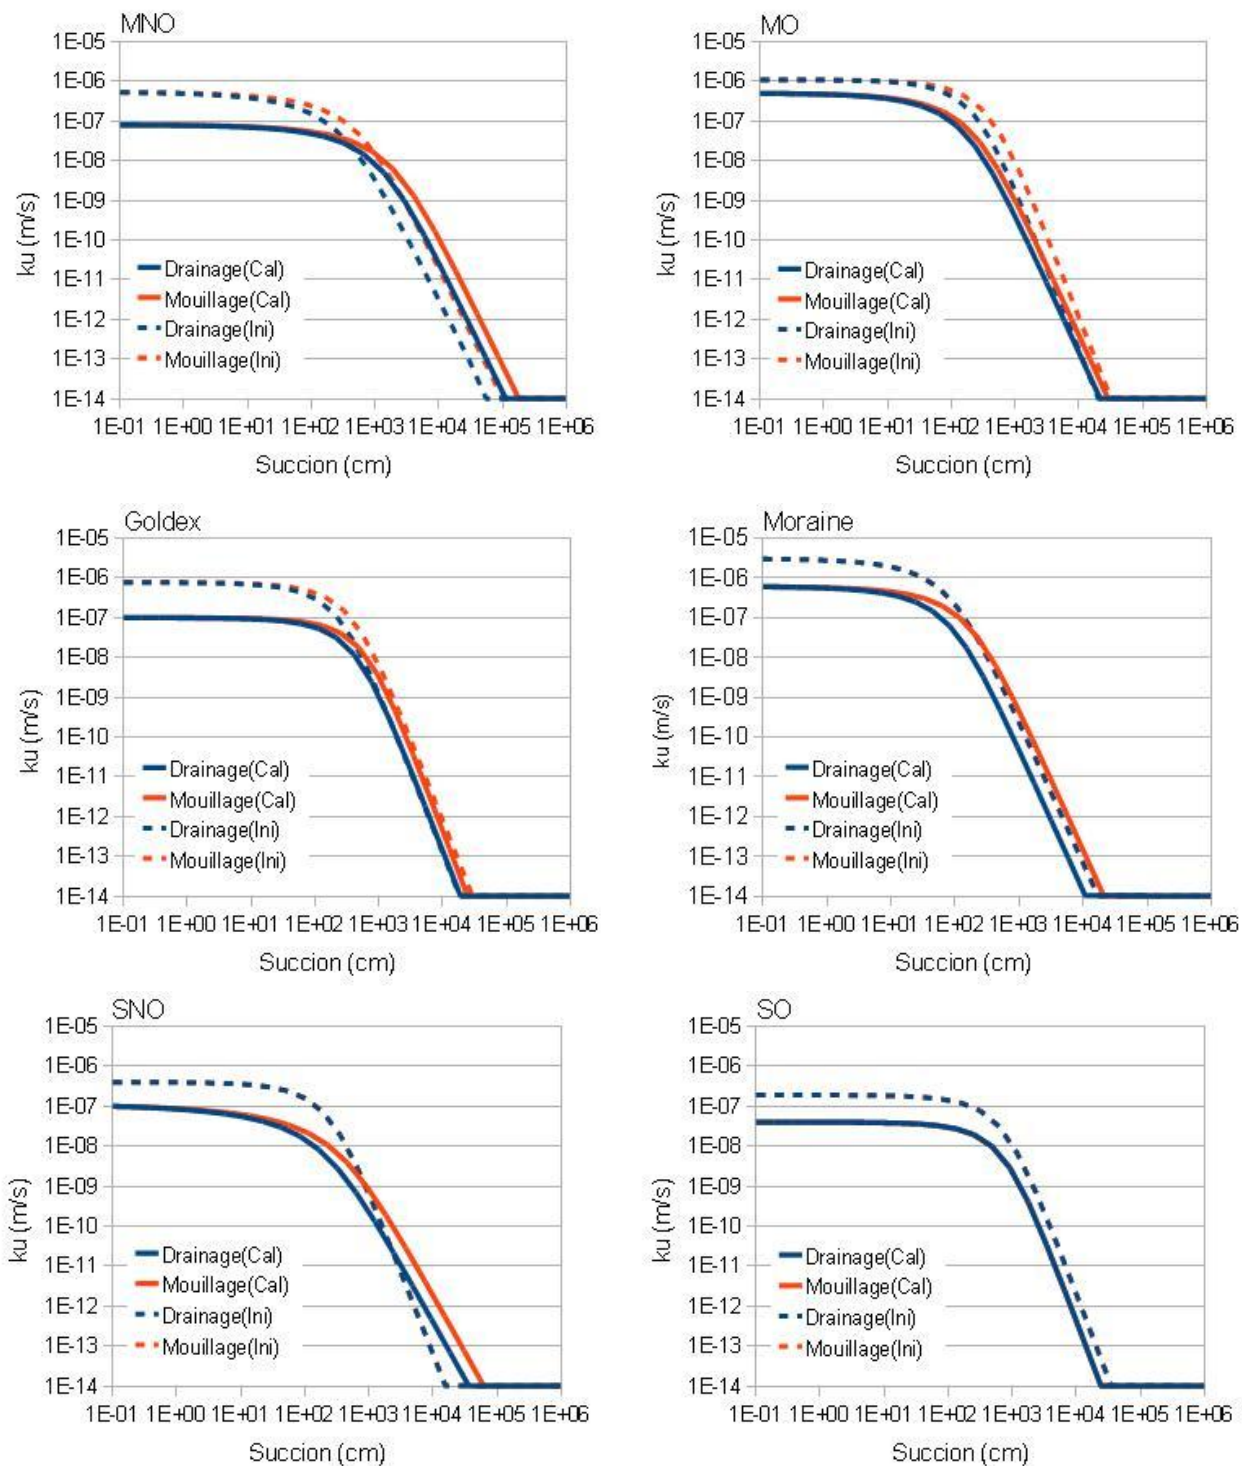 MNO
1E-05
1E-06
1E-07
1E-08
1E-09
1E-10
1E-11
1E-12
1E-13
1E-14
ku (m/s)
Drainage(Cal)
Mouillage(Cal)
Drainage(Ini)
Mouillage(Ini)
1E-01 1E+00 1E+01 1E+02 1E+03 1E+04 1E+05 1E+06
Succion (cm)
MO
1E-05
1E-06
1E-07
1E-08
1E-09
1E-10
1E-11
1E-12
1E-13
1E-14
ku (m/s)
Drainage(Cal)
Mouillage(Cal)
Drainage(Ini)
Mouillage(Ini)
1E-01 1E+00 1E+01 1E+02 1E+03 1E+04 1E+05 1E+06
Succion (cm)
Goldex
1E-05
1E-06
1E-07
1E-08
1E-09
1E-10
1E-11
1E-12
1E-13
1E-14
ku (m/s)
Drainage(Cal)
Mouillage(Cal)
Drainage(Ini)
Mouillage(Ini)
1E-01 1E+00 1E+01 1E+02 1E+03 1E+04 1E+05 1E+06
Succion (cm)
Moraine
1E-05
1E-06
1E-07
1E-08
1E-09
1E-10
1E-11
1E-12
1E-13
1E-14
ku (m/s)
Drainage(Cal)
Mouillage(Cal)
Drainage(Ini)
Mouillage(Ini)
1E-01 1E+00 1E+01 1E+02 1E+03 1E+04 1E+05 1E+06
Succion (cm)
SNO
1E-05
1E-06
1E-07
1E-08
1E-09
1E-10
1E-11
1E-12
1E-13
1E-14
ku (m/s)
Drainage(Cal)
Mouillage(Cal)
Drainage(Ini)
Mouillage(Ini)
1E-01 1E+00 1E+01 1E+02 1E+03 1E+04 1E+05 1E+06
Succion (cm)
SO
1E-05
1E-06
1E-07
1E-08
1E-09
1E-10
1E-11
1E-12
1E-13
1E-14
ku (m/s)
Drainage(Cal)
Mouillage(Cal)
Drainage(Ini)
Mouillage(Ini)
1E-01 1E+00 1E+01 1E+02 1E+03 1E+04 1E+05 1E+06
Succion (cm)